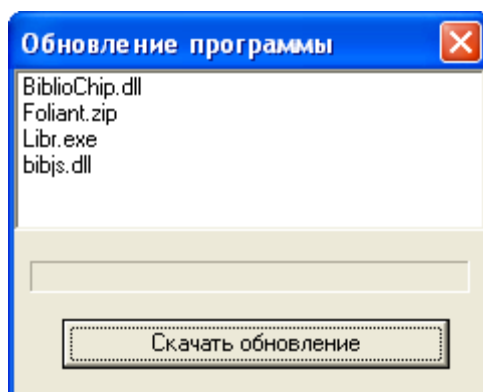 Обновление программы
BiblioChip.dll
Foliant.zip
Libr.exe
bibjs.dll
Скачать обновление